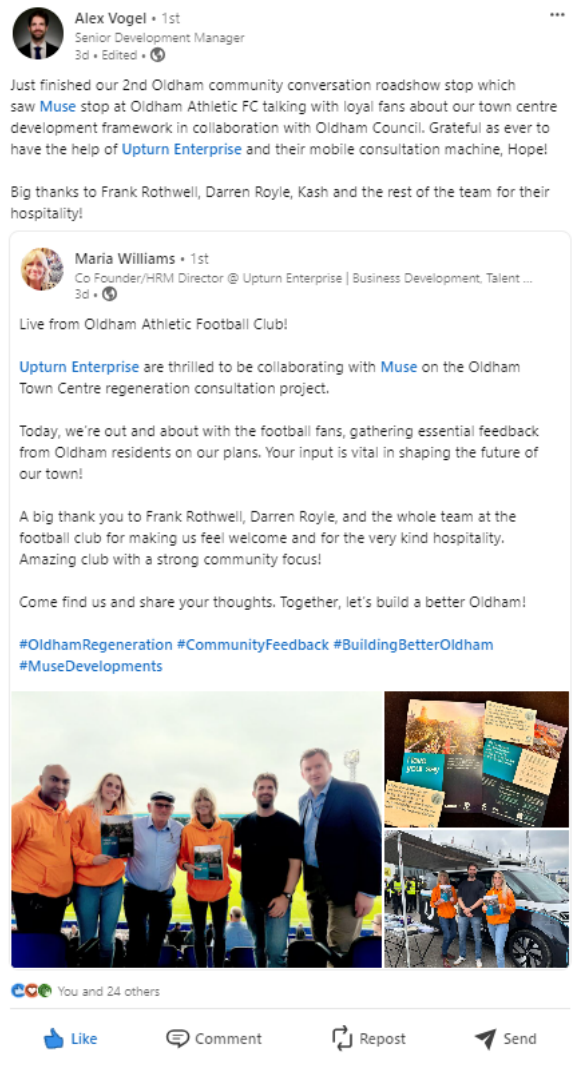 Alex Vogel • 1st
Senior Development Manager
3d • Edited •
Just finished our 2nd Oldham community conversation roadshow stop which
saw Muse stop at Oldham Athletic FC talking with loyal fans about our town centre
development framework in collaboration with Oldham Council. Grateful as ever to
have the help of Upturn Enterprise and their mobile consultation machine, Hope!
Big thanks to Frank Rothwell, Darren Royle, Kash and the rest of the team for their
hospitality!
Maria Williams • 1st
Co Founder/HRM Director @ Upturn Enterprise | Business Development, Talent ...
3d •
Live from Oldham Athletic Football Club!
Upturn Enterprise are thrilled to be collaborating with Muse on the Oldham
Town Centre regeneration consultation project.
Today, we're out and about with the football fans, gathering essential feedback
from Oldham residents on our plans. Your input is vital in shaping the future of
our town!
A big thank you to Frank Rothwell, Darren Royle, and the whole team at the
football club for making us feel welcome and for the very kind hospitality.
Amazing club with a strong community focus!
Come find us and share your thoughts. Together, let's build a better Oldham!
#OldhamRegeneration #CommunityFeedback #BuildingBetterOldham
#MuseDevelopments
your way
You and 24 others
Like
Comment
Repost
Send